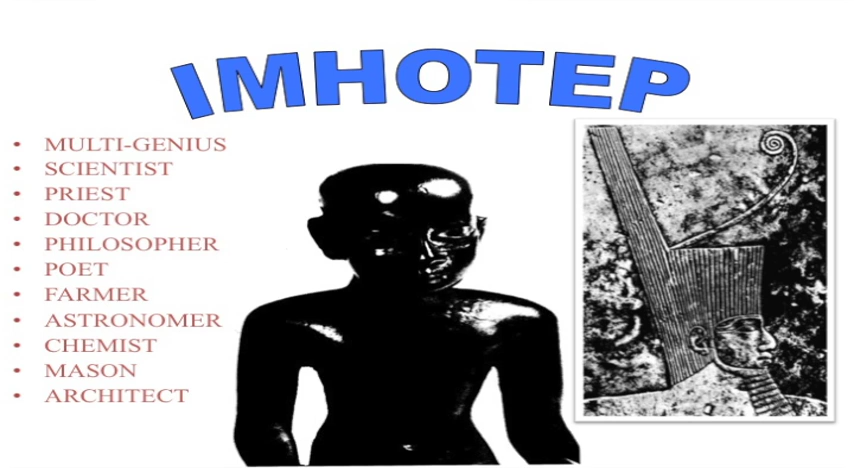 IMHOTEP
• MULTI-GENIUS
• SCIENTIST
• PRIEST
• DOCTOR
• PHILOSOPHER
• POET
• FARMER
• ASTRONOMER
• CHEMIST
• MASON
• ARCHITECT